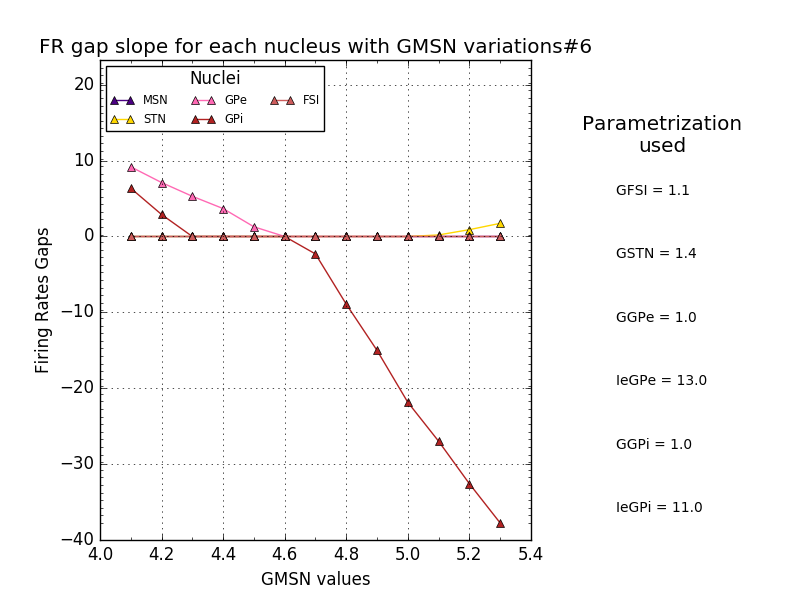 FR gap slope for each nucleus with GMSN variations#6
Nuclei
MSN GPe FSI
STN GPi
20
10
0
−10
−20
−30
−40
Firing Rates Gaps
4.0 4.2 4.4 4.6 4.8 5.0 5.2 5.4
GMSN values
Parametrization
used
GFSI = 1.1
GSTN = 1.4
GGPe = 1.0
IeGPe = 13.0
GGPi = 1.0
IeGPi = 11.0